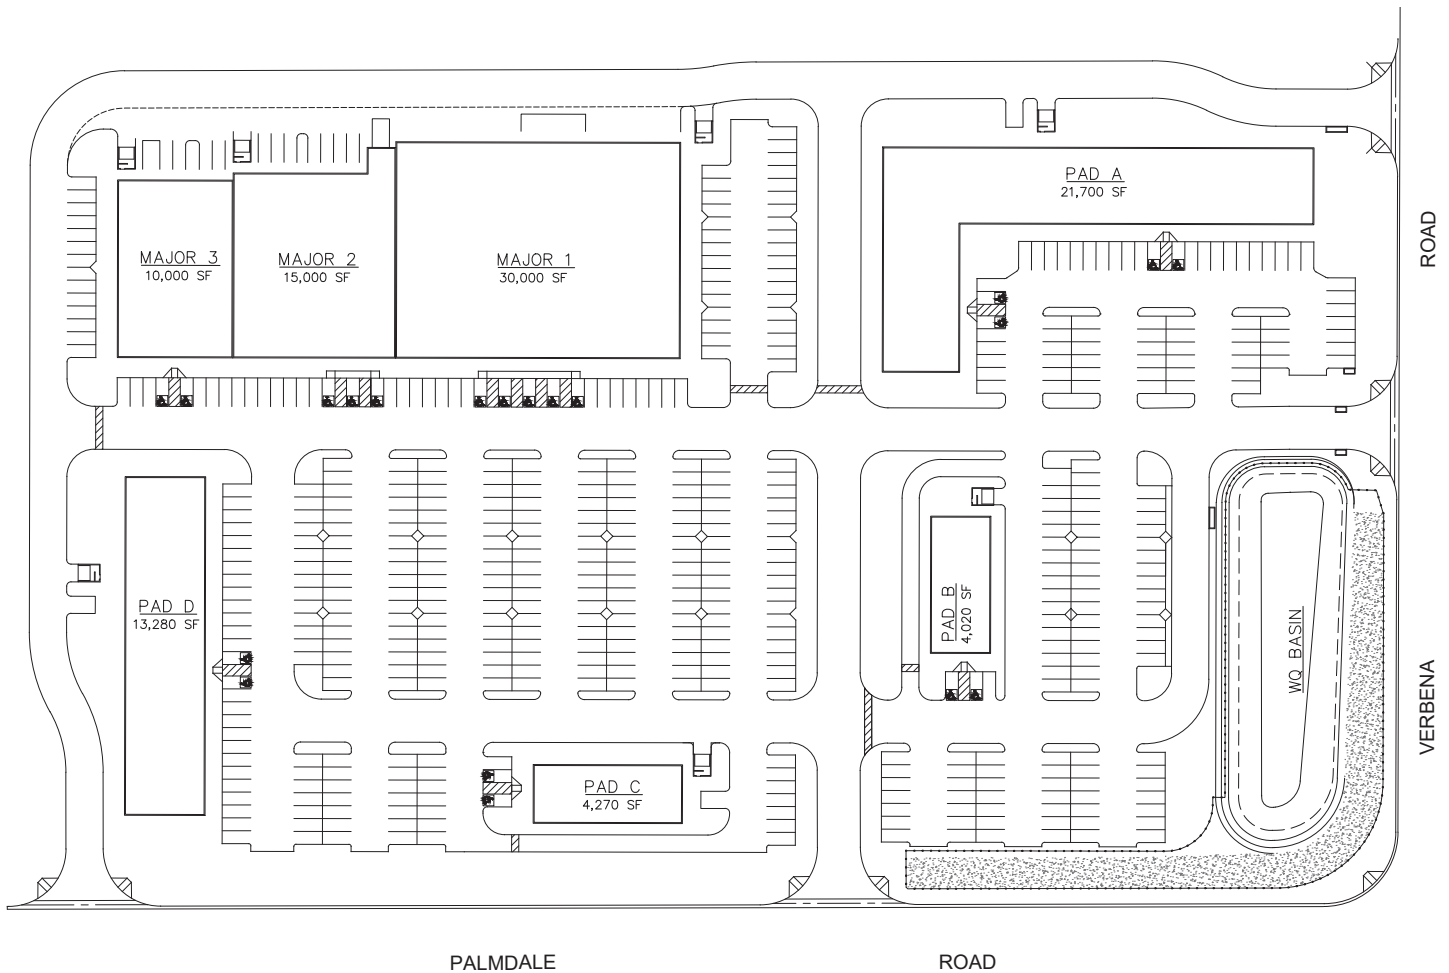 PAD A
21,700 SF
ROAD
MAJOR 3
10,000 SF
MAJOR 2
15,000 SF
MAJOR 1
30,000 SF
PAD D
13,280 SF
PAD B
4,020 SF
WQ BASIN
VERBENA
PAD C
4,270 SF
PALMDALE
ROAD